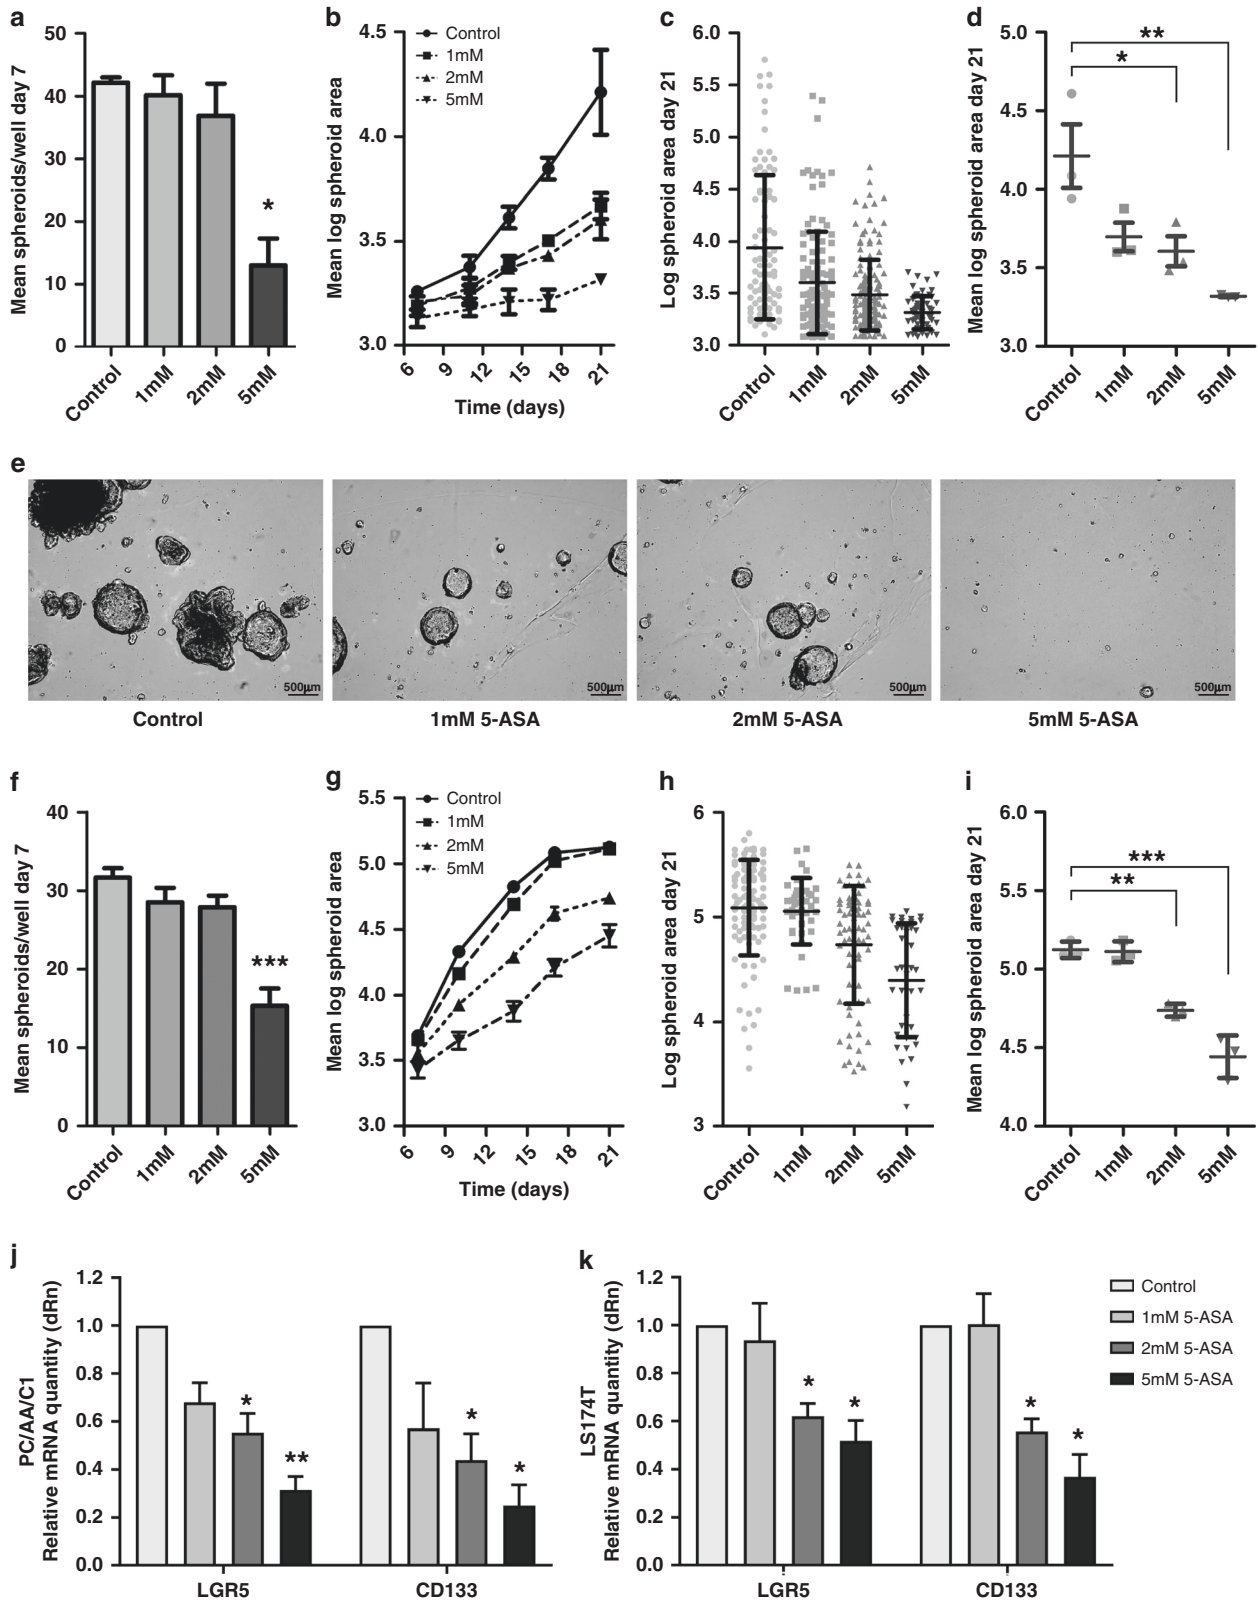 a
Mean spheroids/well day 7
50
40
30
20
10
0
*
Control
1mM
2mM
5mM
b
Mean log spheroid area
4.5
4.0
3.5
3.0
Control
1mM
2mM
5mM
6
9
12
15
18
21
Time (days)
c
Log spheroid area day 21
6.0
5.5
5.0
4.5
4.0
3.5
3.0
Control
1mM
2mM
5mM
d
Mean log spheroid area day 21
5.0
4.5
4.0
3.5
3.0
**
*
Control
1mM
2mM
5mM
e
500µm
500µm
500µm
500µm
Control
1mM 5-ASA
2mM 5-ASA
5mM 5-ASA
f
Mean spheroids/well day 7
40
30
20
10
0
***
Control
1mM
2mM
5mM
g
Mean log spheroid area
5.5
5.0
4.5
4.0
3.5
3.0
Control
1mM
2mM
5mM
6
9
12
15
18
21
Time (days)
h
Log spheroid area day 21
6
5
4
3
Control
1mM
2mM
5mM
i
Mean log spheroid area day 21
6.0
5.5
5.0
4.5
4.0
***
**
Control
1mM
2mM
5mM
j
PC/AA/C1
Relative mRNA quantity (dRn)
1.2
1.0
0.8
0.6
0.4
0.2
0.0
*
**
*
*
LGR5
CD133
k
LS174T
Relative mRNA quantity (dRn)
1.2
1.0
0.8
0.6
0.4
0.2
0.0
*
*
*
*
LGR5
CD133
Control
1mM 5-ASA
2mM 5-ASA
5mM 5-ASA